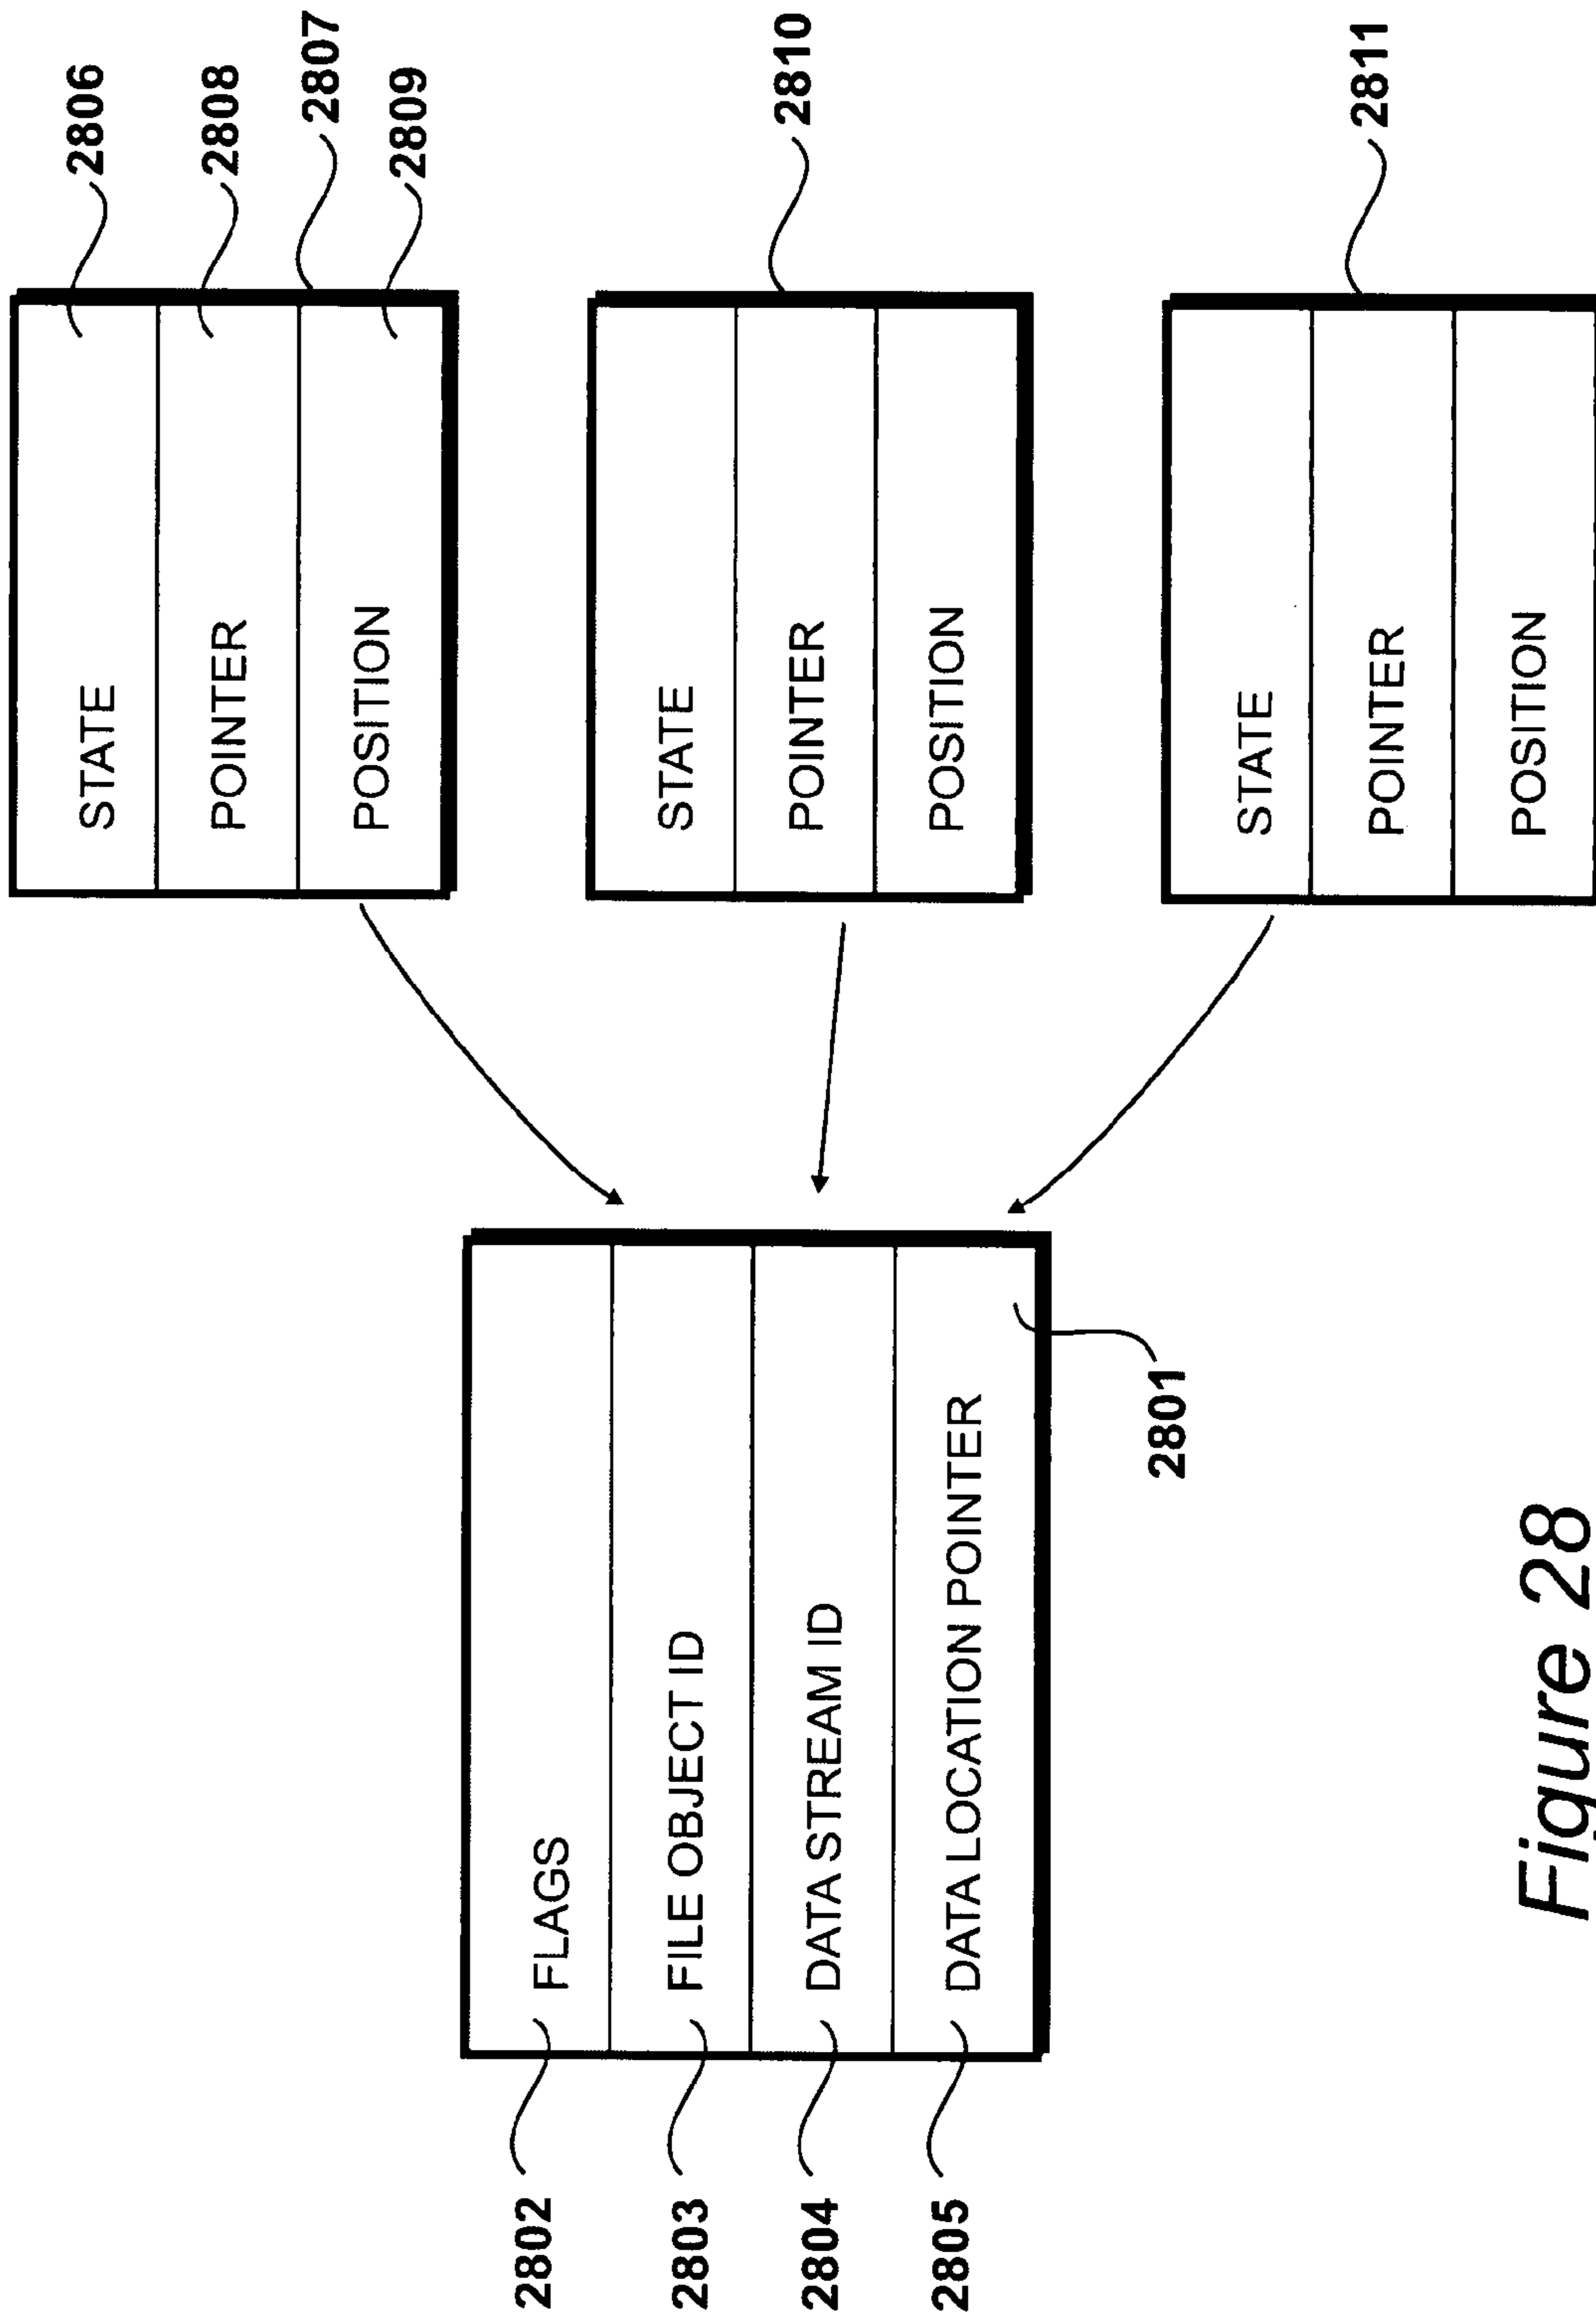 2802
FLAGS
2803
FILE OBJECT ID
2804
DATA STREAM ID
2805
DATA LOCATION POINTER
2801
STATE
2806
POINTER
2808
2807
POSITION
2809
STATE
POINTER
2810
POSITION
STATE
POINTER
2811
POSITION
Figure 28